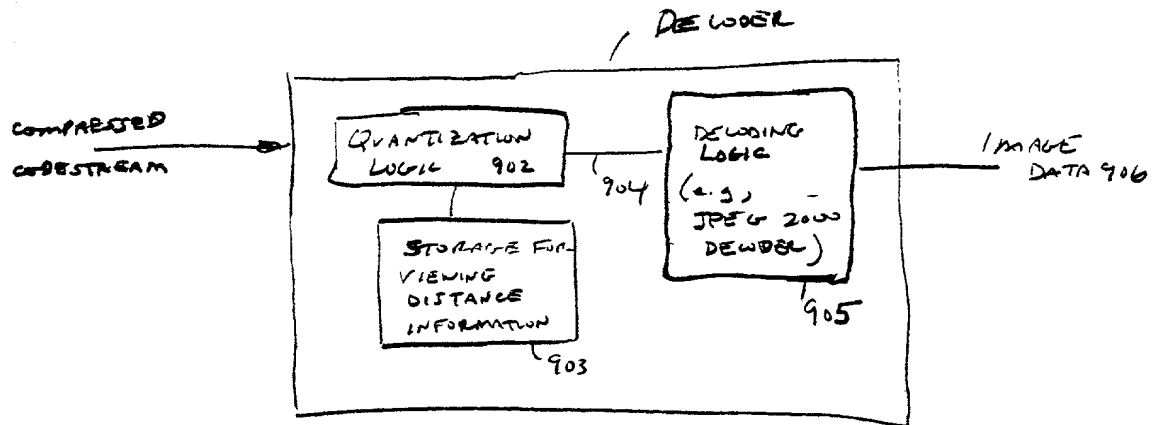 DECODER
COMPRESSED
CODESTREAM
QUANTIZATION
LOGIC 902
904
STORAGE FOR
VIEWING
DISTANCE
INFORMATION
903
DECODING
LOGIC
(e.g,
JPEG 2000
DECODER)
905
IMAGE
DATA 906